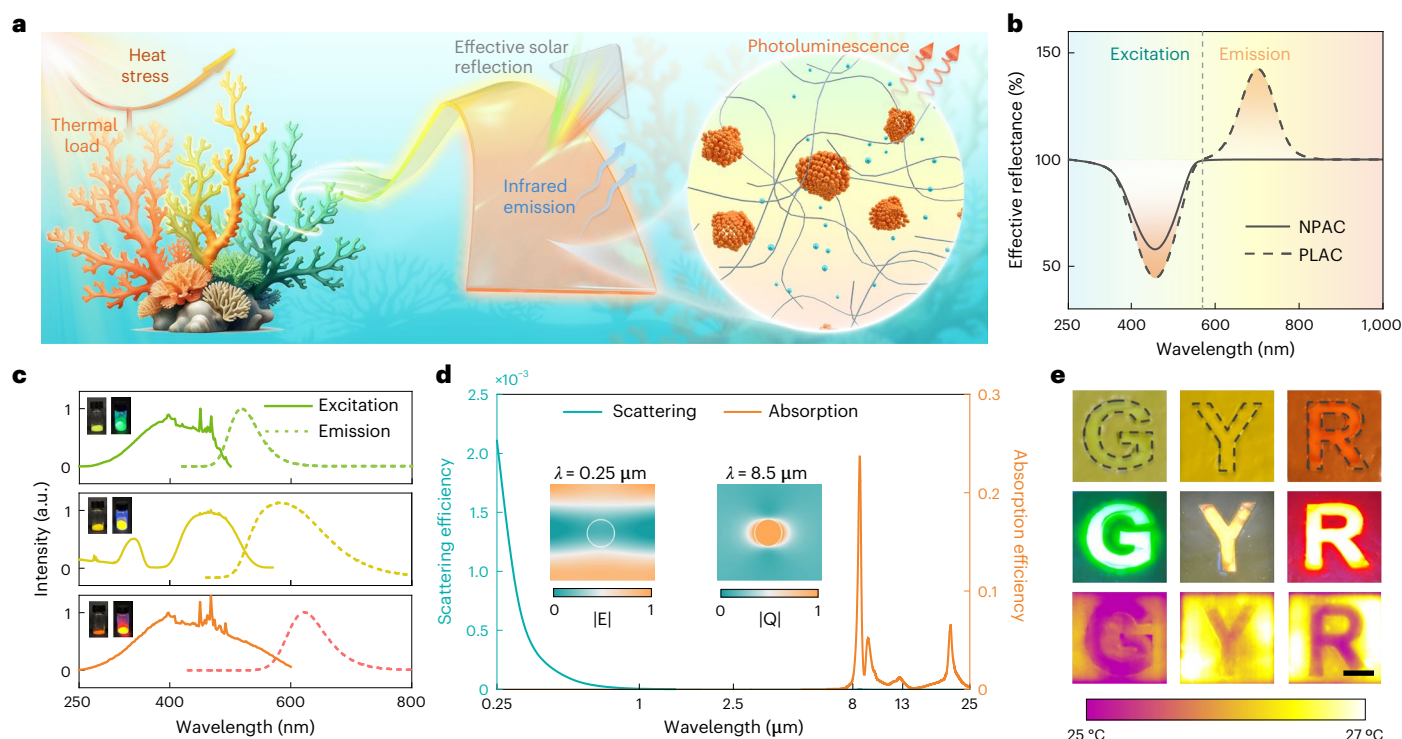 a
Heat
stress
Thermal
load
Effective solar
reflection
Infrared
emission
Photoluminescence
b
Effective reflectance (%)
150
100
50
Excitation
Emission
NPAC
PLAC
250
400
600
800
1,000
Wavelength (nm)
c
Intensity (a.u.)
1
0
Excitation
Emission
1
0
1
0
250
400
600
800
Wavelength (nm)
d
×10⁻³
Scattering efficiency
2.5
2.0
1.5
1.0
0.5
0
Scattering
Absorption
λ = 0.25 μm
λ = 8.5 μm
0
1
|E|
0
1
|Q|
0.3
0.2
0.1
0
Absorption efficiency
0.25
1
2.5
8
13
25
Wavelength (μm)
e
G
Y
R
G
Y
R
G
Y
R
25 °C
27 °C